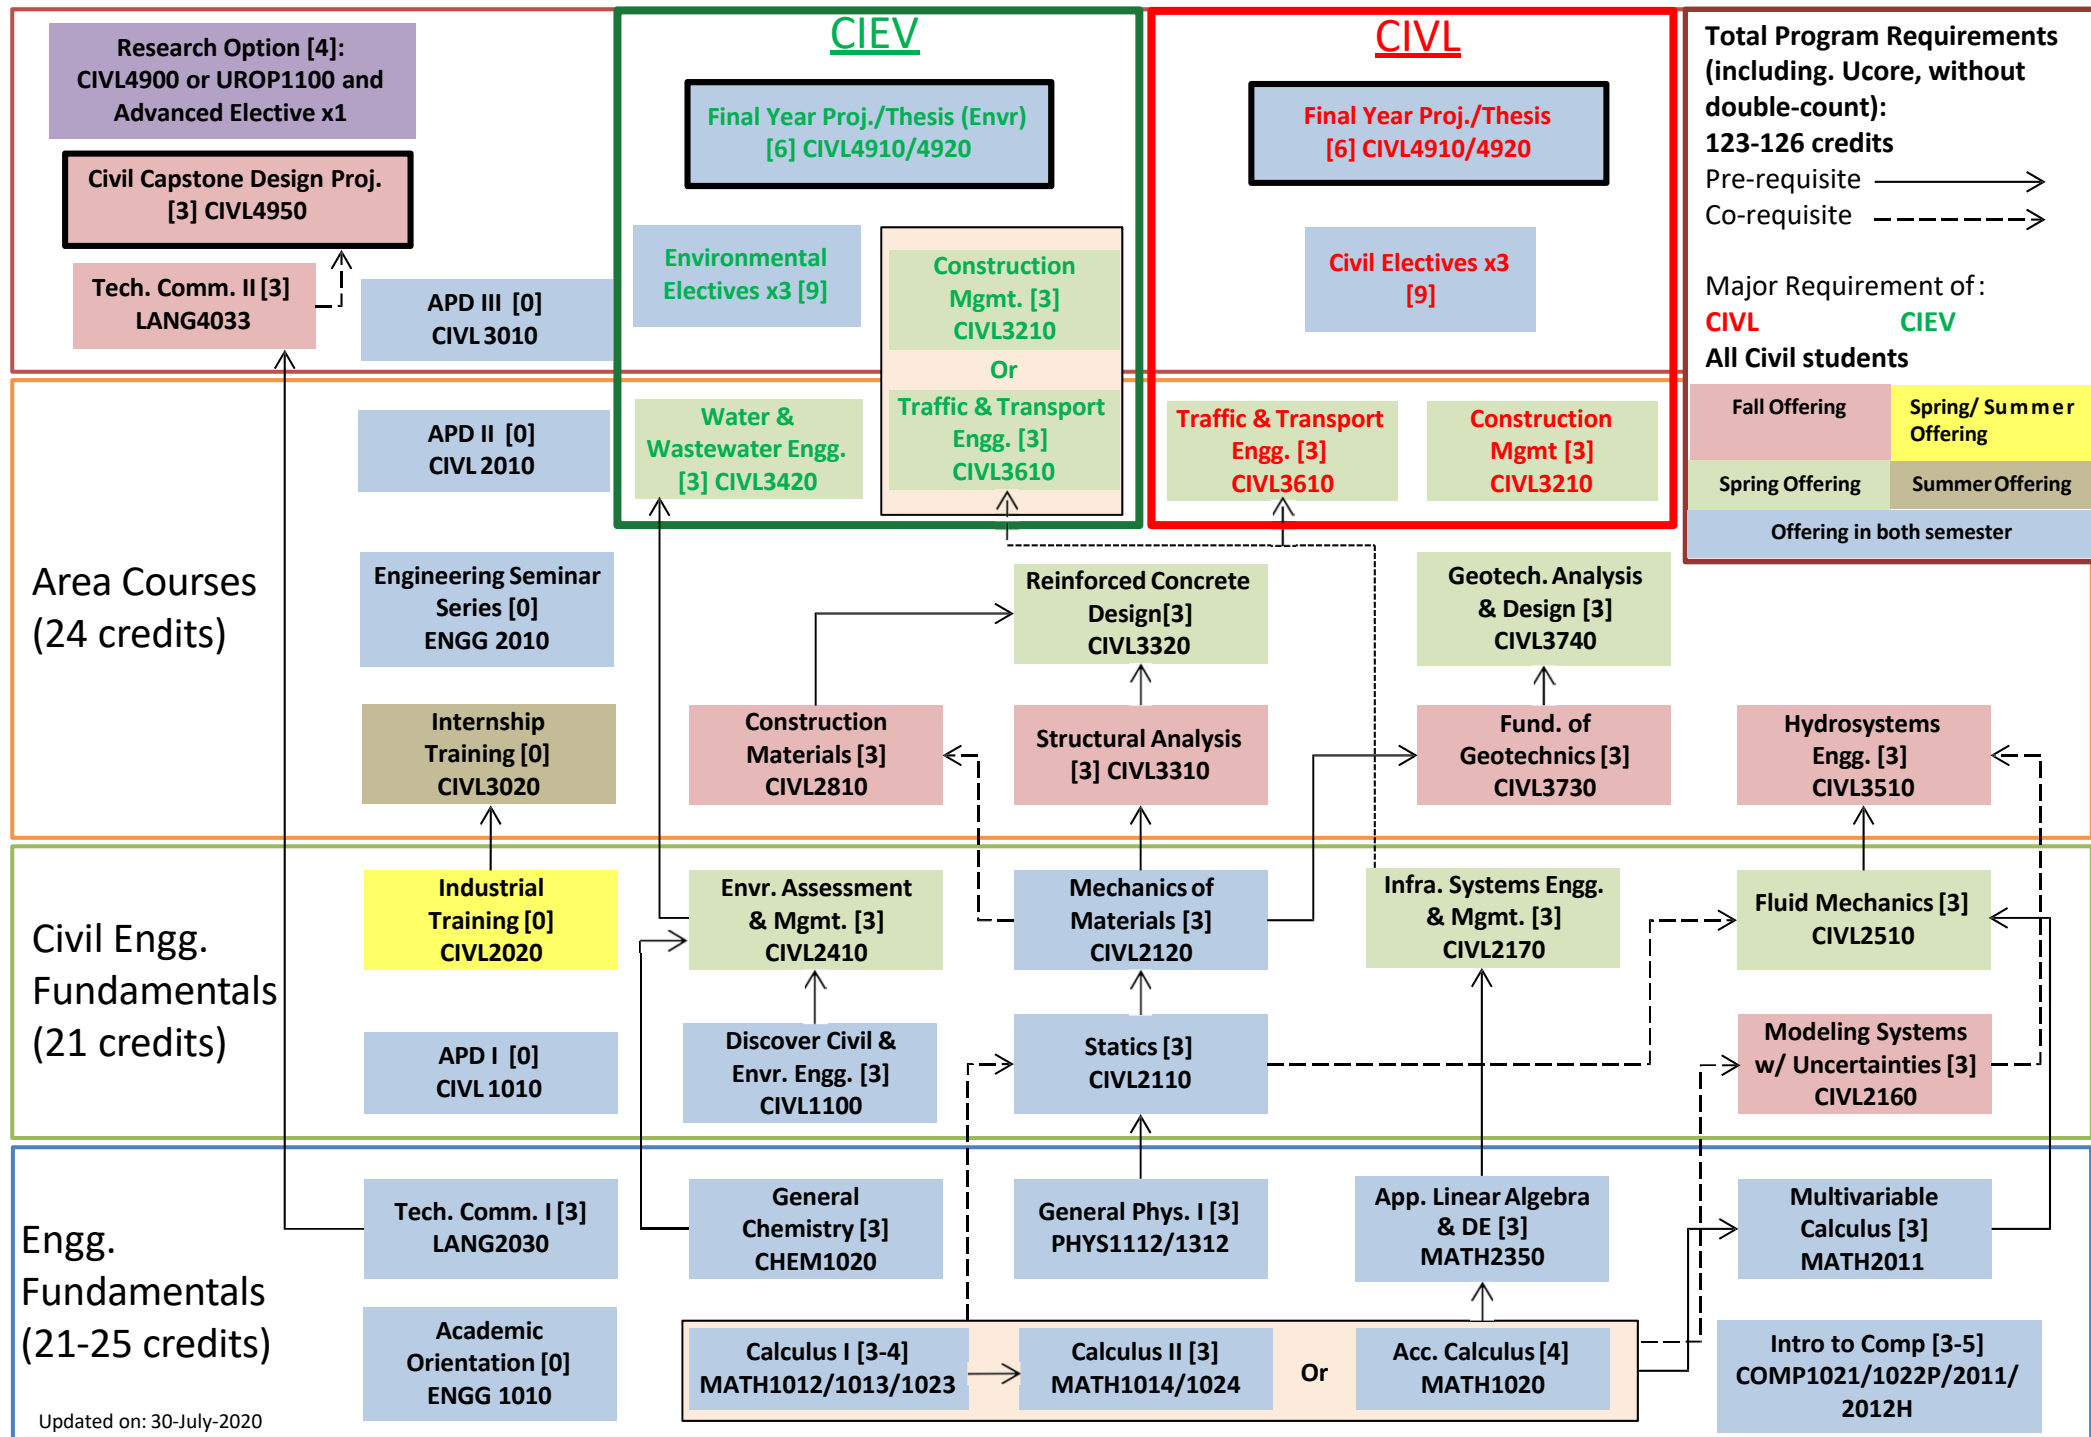 Research Option [4]:
CIVL4900 or UROP1100 and
Advanced Elective x1
Civil Capstone Design Proj.
[3] CIVL4950
Tech. Comm. II [3]
LANG4033
APD III [0]
CIVL 3010
CIEV
Final Year Proj./Thesis (Envr)
[6] CIVL4910/4920
Environmental
Electives x3 [9]
Construction
Mgmt. [3]
CIVL3210
Or
Traffic & Transport
Engg. [3]
CIVL3610
Water &
Wastewater Engg.
[3] CIVL3420
CIVL
Final Year Proj./Thesis
[6] CIVL4910/4920
Civil Electives x3
[9]
Traffic & Transport
Engg. [3]
CIVL3610
Construction
Mgmt [3]
CIVL3210
Total Program Requirements
(including. Ucore, without
double-count):
123-126 credits
Pre-requisite
Co-requisite
Major Requirement of:
CIVL CIEV
All Civil students
Fall Offering
Spring/ Summer
Offering
Spring Offering
Summer Offering
Offering in both semester
Area Courses
(24 credits)
APD II [0]
CIVL 2010
Engineering Seminar
Series [0]
ENGG 2010
Reinforced Concrete
Design[3]
CIVL3320
Geotech. Analysis
& Design [3]
CIVL3740
Internship
Training [0]
CIVL3020
Construction
Materials [3]
CIVL2810
Structural Analysis
[3] CIVL3310
Fund. of
Geotechnics [3]
CIVL3730
Hydrosystems
Engg. [3]
CIVL3510
Civil Engg.
Fundamentals
(21 credits)
Industrial
Training [0]
CIVL2020
Envr. Assessment
& Mgmt. [3]
CIVL2410
Mechanics of
Materials [3]
CIVL2120
Infra. Systems Engg.
& Mgmt. [3]
CIVL2170
Fluid Mechanics [3]
CIVL2510
APD I [0]
CIVL 1010
Discover Civil &
Envr. Engg. [3]
CIVL1100
Statics [3]
CIVL2110
Modeling Systems
w/ Uncertainties [3]
CIVL2160
Engg.
Fundamentals
(21-25 credits)
Tech. Comm. I [3]
LANG2030
General
Chemistry [3]
CHEM1020
General Phys. I [3]
PHYS1112/1312
App. Linear Algebra
& DE [3]
MATH2350
Multivariable
Calculus [3]
MATH2011
Academic
Orientation [0]
ENGG 1010
Calculus I [3-4]
MATH1012/1013/1023
Calculus II [3]
MATH1014/1024
Or
Acc. Calculus [4]
MATH1020
Intro to Comp [3-5]
COMP1021/1022P/2011/
2012H
Updated on: 30-July-2020